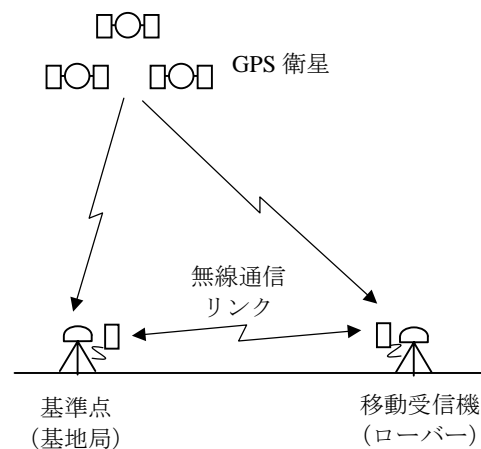 GPS 衛星
無線通信
リンク
基準点
（基地局）
移動受信機
（ローバー）